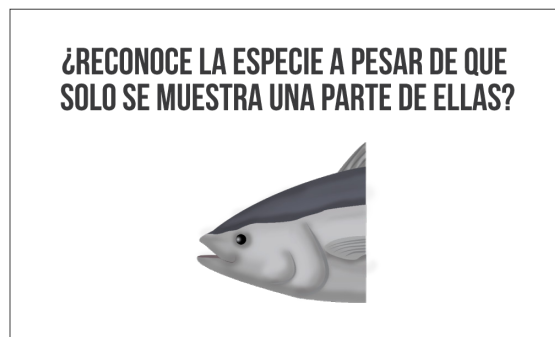 ¿RECONOCE LA ESPECIE A PESAR DE QUE
SOLO SE MUESTRA UNA PARTE DE ELLAS?